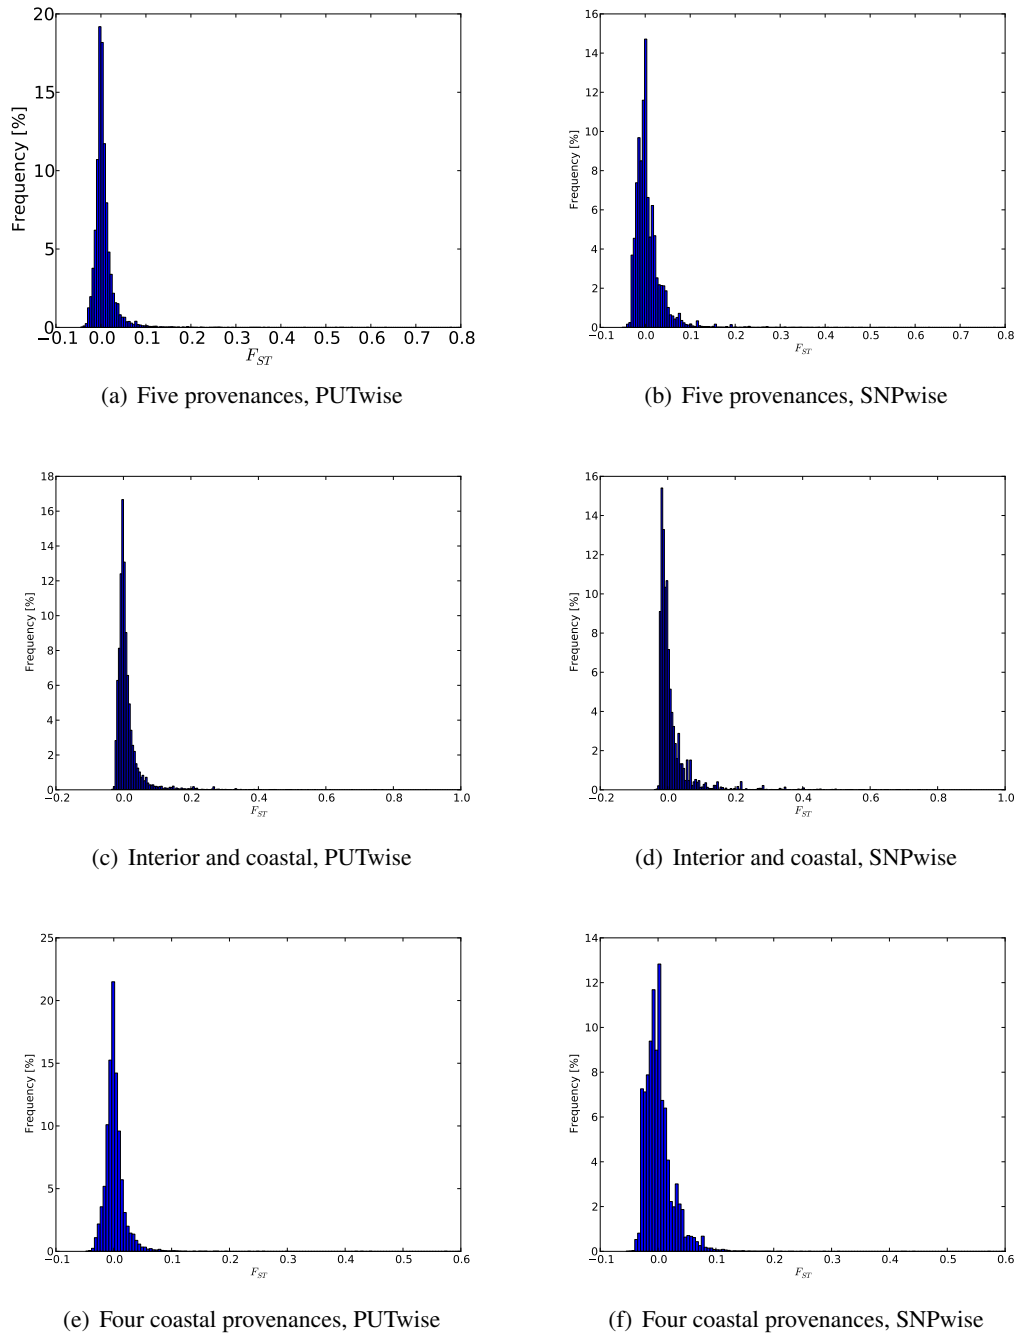 20
15
10
5
0
Frequency [%]
−0.1 0.0 0.1 0.2 0.3 0.4 0.5 0.6 0.7 0.8
F_ST
(a) Five provenances, PUTwise
16
14
12
10
8
6
4
2
0
Frequency [%]
−0.1 0.0 0.1 0.2 0.3 0.4 0.5 0.6 0.7 0.8
F_ST
(b) Five provenances, SNPwise
18
16
14
12
10
8
6
4
2
0
Frequency [%]
−0.2 0.0 0.2 0.4 0.6 0.8 1.0
F_ST
(c) Interior and coastal, PUTwise
16
14
12
10
8
6
4
2
0
Frequency [%]
−0.2 0.0 0.2 0.4 0.6 0.8 1.0
F_ST
(d) Interior and coastal, SNPwise
25
20
15
10
5
0
Frequency [%]
−0.1 0.0 0.1 0.2 0.3 0.4 0.5 0.6
F_ST
(e) Four coastal provenances, PUTwise
14
12
10
8
6
4
2
0
Frequency [%]
−0.1 0.0 0.1 0.2 0.3 0.4 0.5 0.6
F_ST
(f) Four coastal provenances, SNPwise